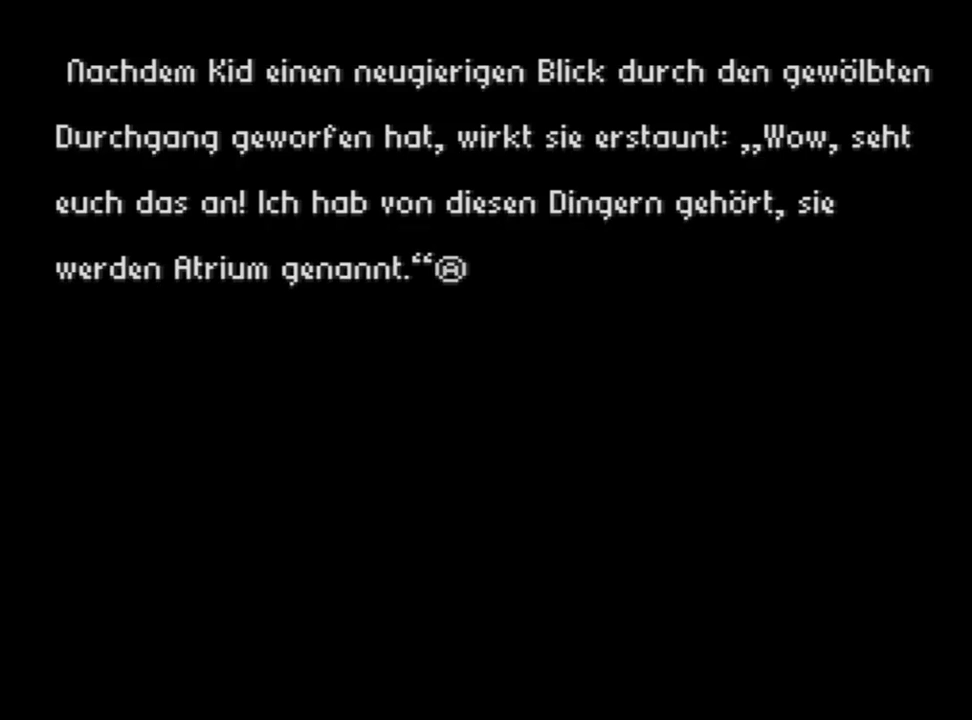 Nachdem Kid einen neugierigen Blick durch den gewölbten
Durchgang geworfen hat, wirkt sie erstaunt: „Wow, seht
euch das an! Ich hab von diesen Dingern gehört, sie
werden Atrium genannt.“Ⓐ